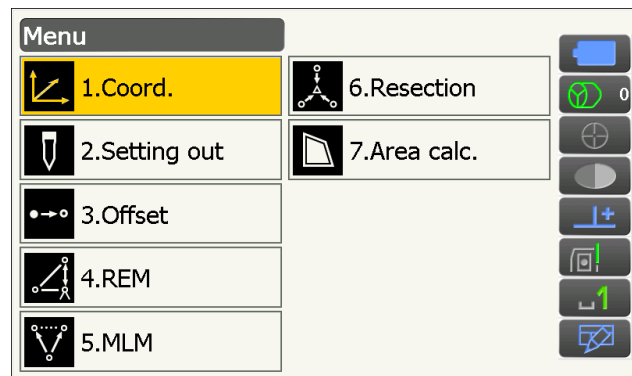 Menu
1.Coord.
2.Setting out
3.Offset
4.REM
5.MLM
6.Resection
7.Area calc.
0
1